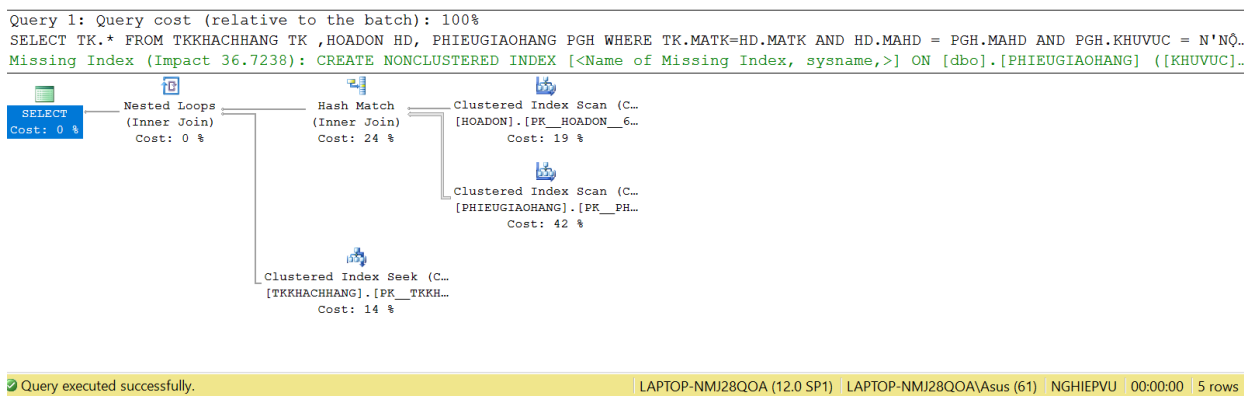 Query 1: Query cost (relative to the batch): 100%
SELECT TK.* FROM TKKHACHHANG TK ,HOADON HD, PHIEUGIAOHANG PGH WHERE TK.MATK=HD.MATK AND HD.MAHD = PGH.MAHD AND PGH.KHUVUC = N'NỘ…
Missing Index (Impact 36.7238): CREATE NONCLUSTERED INDEX [<Name of Missing Index, sysname,>] ON [dbo].[PHIEUGIAOHANG] ([KHUVUC]…
SELECT
Cost: 0 %
Nested Loops
(Inner Join)
Cost: 0 %
Hash Match
(Inner Join)
Cost: 24 %
Clustered Index Scan (C…
[HOADON].[PK__HOADON__6…
Cost: 19 %
Clustered Index Scan (C…
[PHIEUGIAOHANG].[PK__PH…
Cost: 42 %
Clustered Index Seek (C…
[TKKHACHHANG].[PK__TKKH…
Cost: 14 %
Query executed successfully.
LAPTOP-NMJ28QOA (12.0 SP1) LAPTOP-NMJ28QOA\Asus (61) NGHIEPVU 00:00:00 5 rows